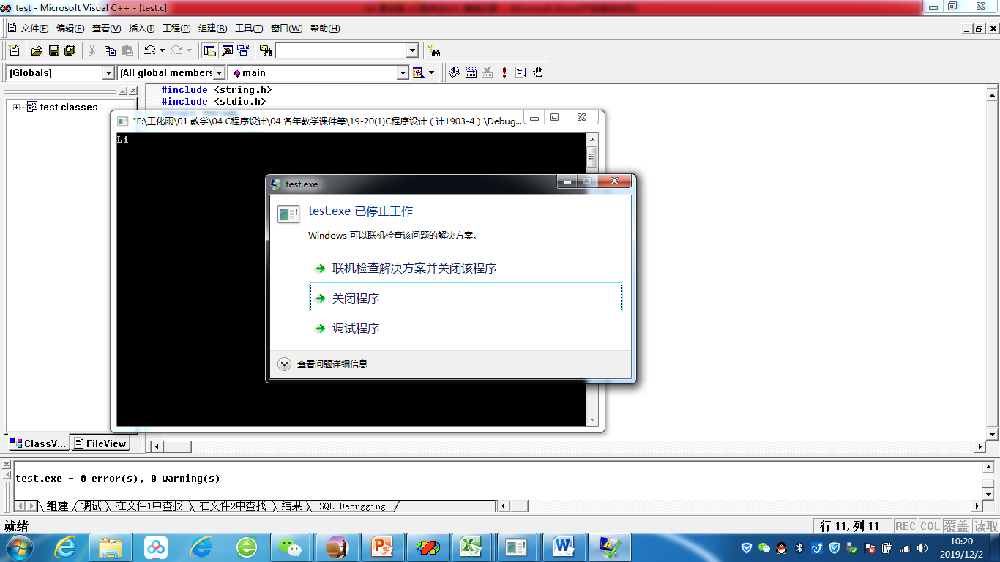 test - Microsoft Visual C++ - [test.c]
文件(F) 编辑(E) 查看(V) 插入(I) 工程(P) 组建(B) 工具(T) 窗口(W) 帮助(H)
(Globals) (All global members main
#include <string.h>
#include <stdio.h>
test classes
"E:\王化雨\01 教学\04 C程序设计\04 各年教学课件等\19-20(1)C程序设计（计1903-4）\Debug...
Li
test.exe
test.exe 已停止工作
Windows 可以联机检查该问题的解决方案。
联机检查解决方案并关闭该程序
关闭程序
调试程序
查看问题详细信息
ClassV... FileView
test.exe - 0 error(s), 0 warning(s)
组建 调试 在文件1中查找 在文件2中查找 结果 SQL Debugging
就绪 行 11, 列 11 REC COL 覆盖 读取
10:20
2019/12/2